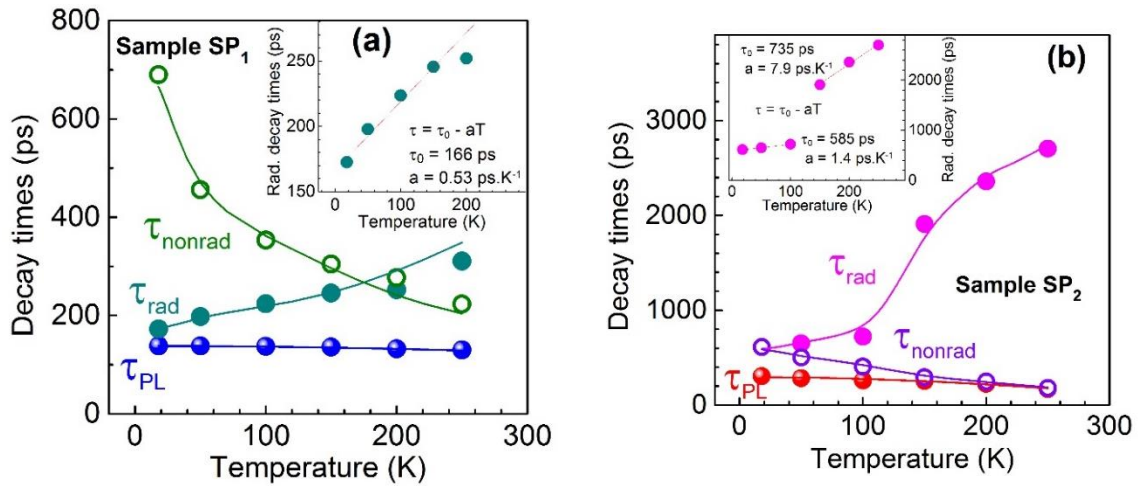 Sample SP1
(a)
Decay times (ps)
800
600
400
200
0
0
100
200
300
Temperature (K)
τnonrad
τrad
τPL
Rad. decay times (ps)
250
200
150
0
50
100
150
200
Temperature (K)
τ = τ0 - aT
τ0 = 166 ps
a = 0.53 ps.K-1
(b)
Sample SP2
Decay times (ps)
3000
2000
1000
0
0
100
200
300
Temperature (K)
τrad
τnonrad
τPL
τ0 = 735 ps
a = 7.9 ps.K-1
τ = τ0 - aT
τ0 = 585 ps
a = 1.4 ps.K-1
Rad. decay times (ps)
2000
1000
0
0
100
200
300
Temperature (K)